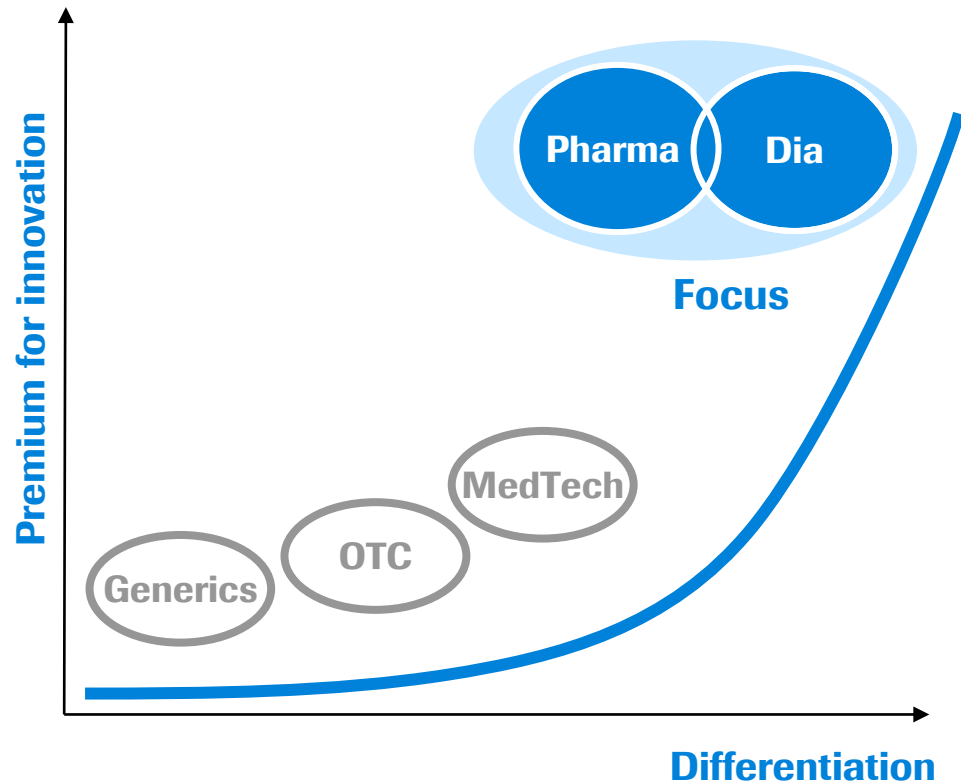 Premium for innovation
Pharma
Dia
Focus
MedTech
OTC
Generics
Differentiation